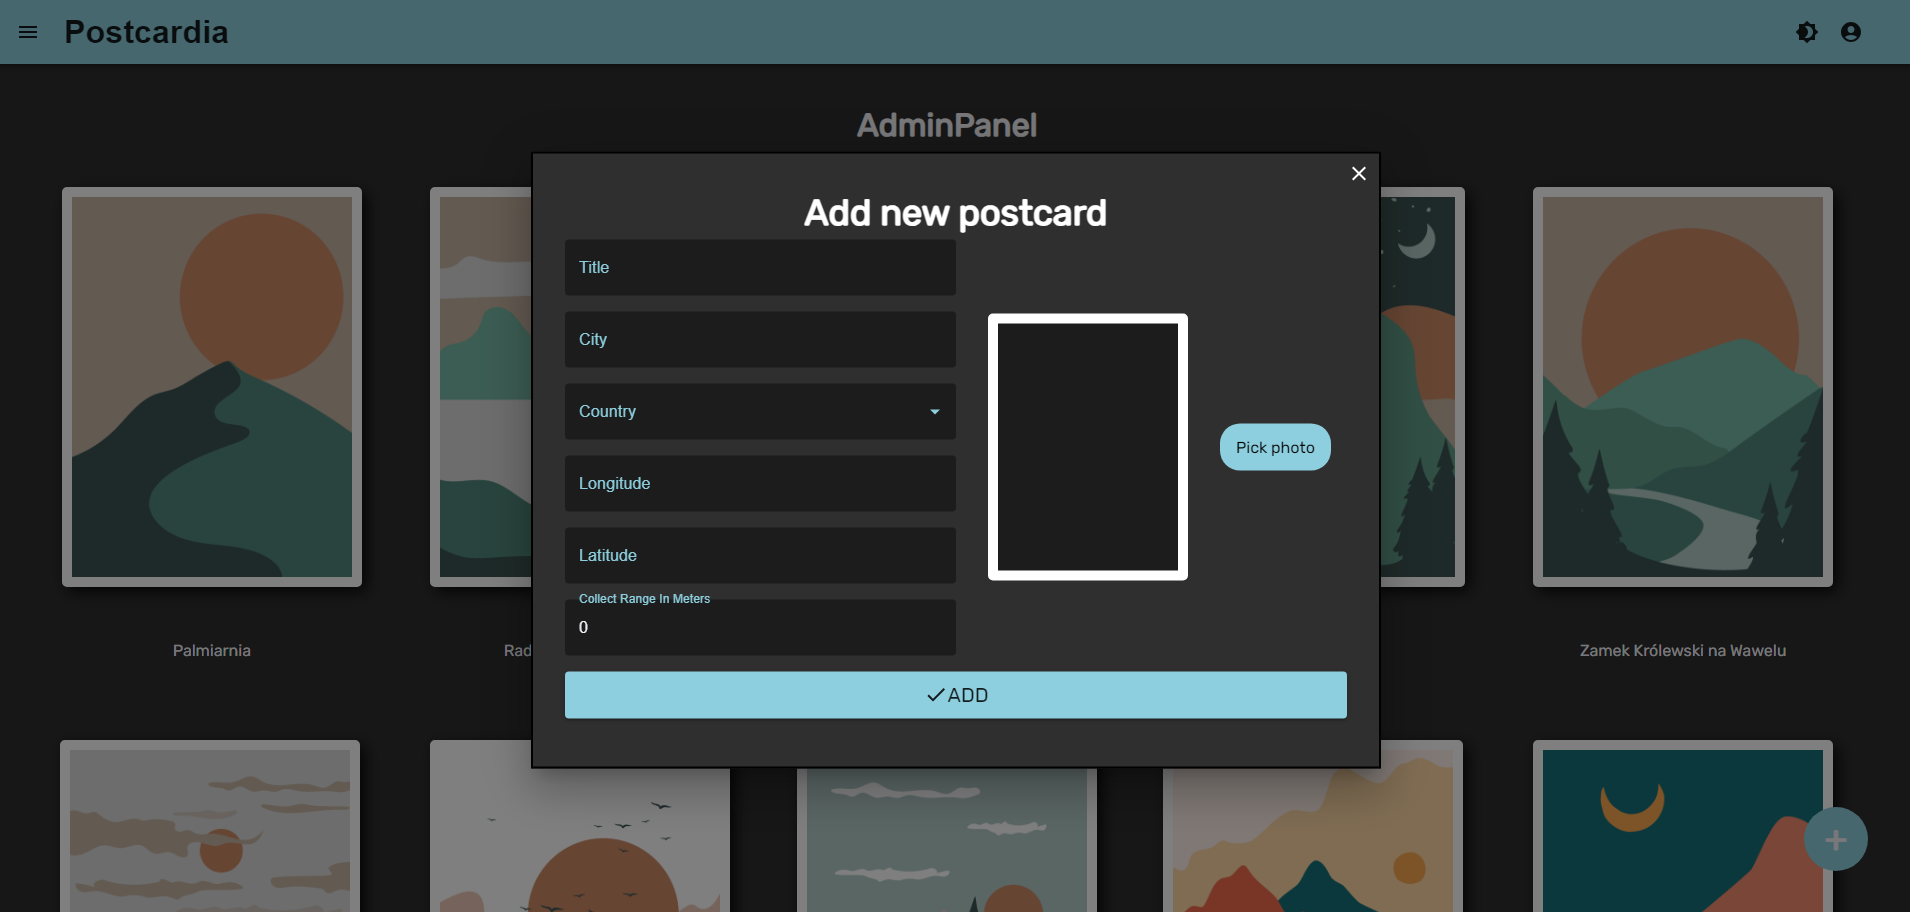 Postcardia
AdminPanel
Add new postcard
Title
City
Country
Longitude
Pick photo
Latitude
Collect Range In Meters
0
ADD
Palmiarnia
Rad
Zamek Królewski na Wawelu